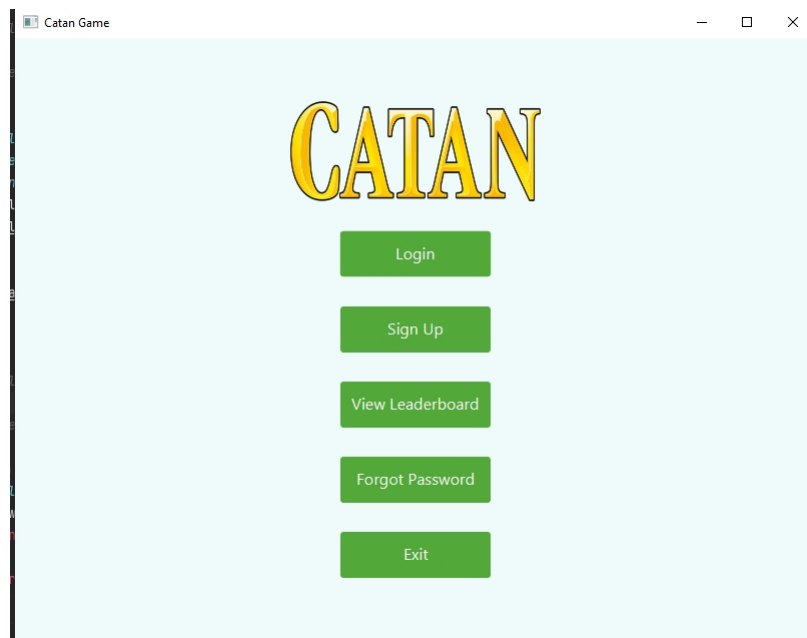 Catan Game
CATAN
Login
Sign Up
View Leaderboard
Forgot Password
Exit